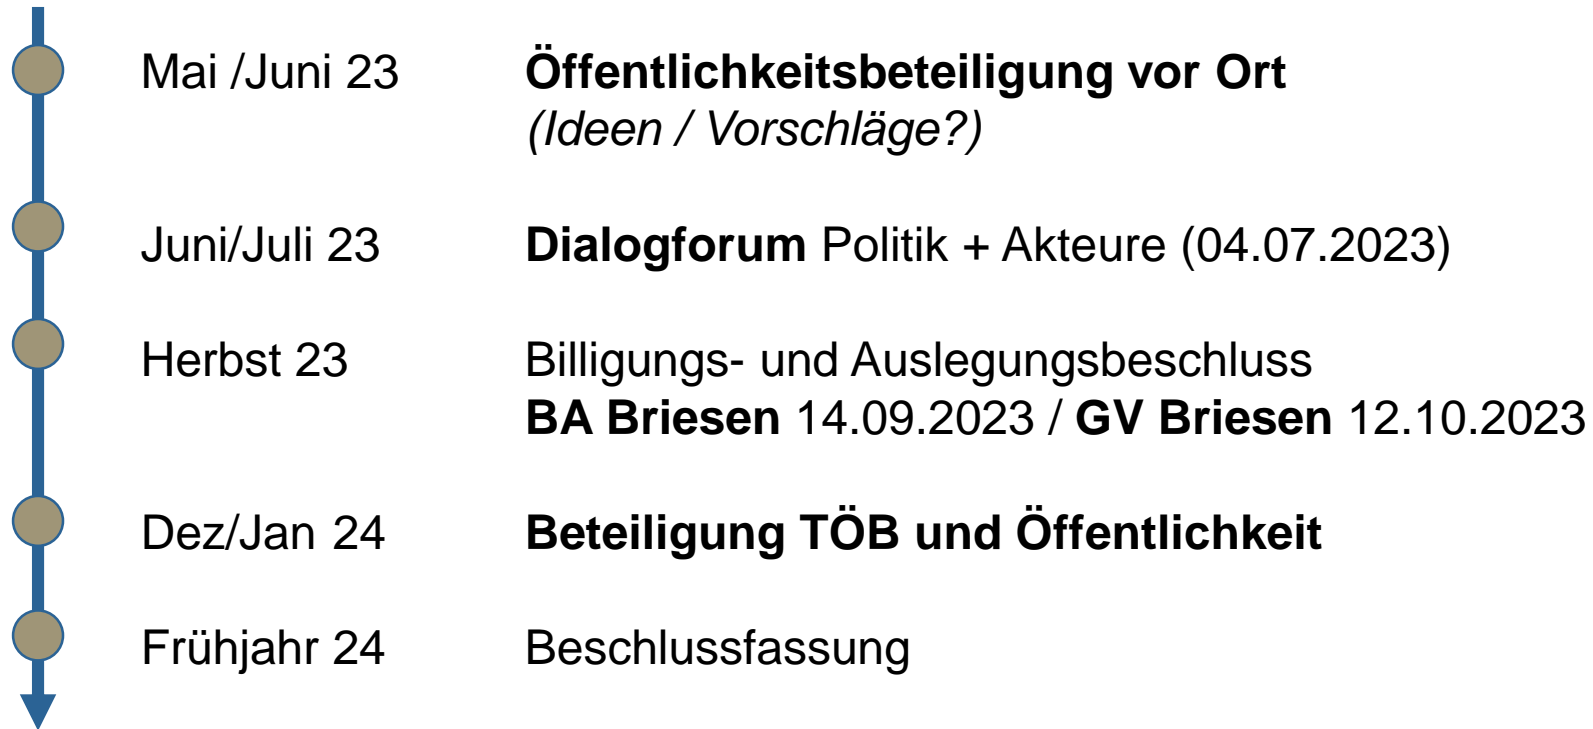 Mai /Juni 23 Öffentlichkeitsbeteiligung vor Ort
(Ideen / Vorschläge?)
Juni/Juli 23 Dialogforum Politik + Akteure (04.07.2023)
Herbst 23 Billigungs- und Auslegungsbeschluss
BA Briesen 14.09.2023 / GV Briesen 12.10.2023
Dez/Jan 24 Beteiligung TÖB und Öffentlichkeit
Frühjahr 24 Beschlussfassung